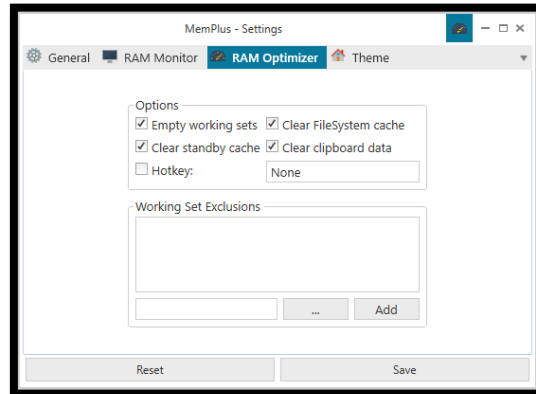 MemPlus - Settings
General RAM Monitor RAM Optimizer Theme
Options
Empty working sets Clear FileSystem cache
Clear standby cache Clear clipboard data
Hotkey: None
Working Set Exclusions
... Add
Reset Save